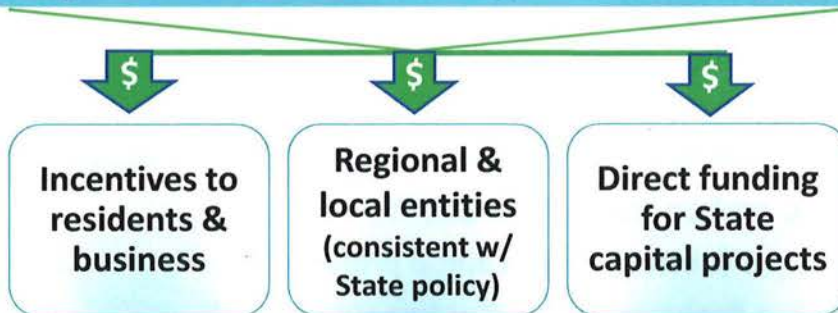 $ $ $
Incentives to
residents &
business
Regional &
local entities
(consistent w/
State policy)
Direct funding
for State
capital projects